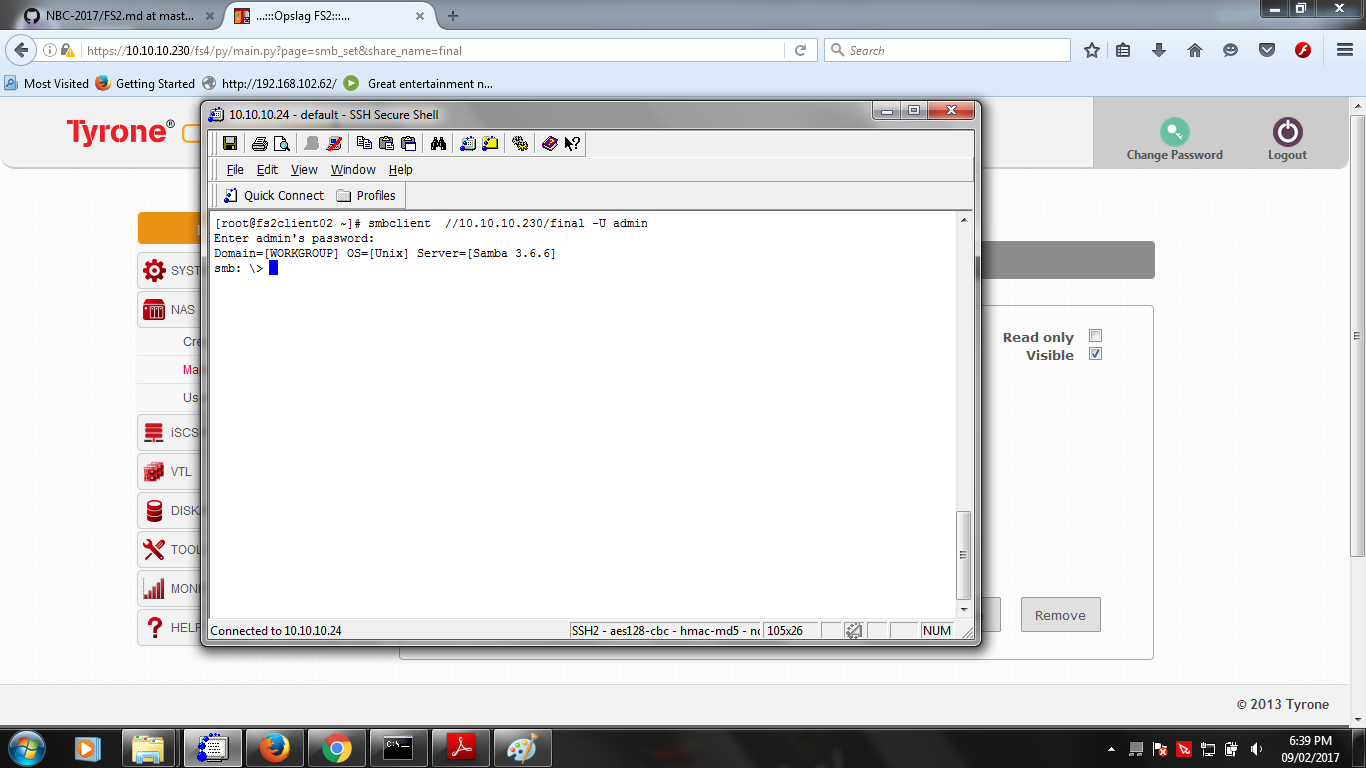 NBC-2017/FS2.md at mast...
...:::Opslag FS2:::...
https://10.10.10.230/fs4/py/main.py?page=smb_set&share_name=final
Search
Most Visited
Getting Started
http://192.168.102.62/
Great entertainment n...
Tyrone®
Change Password
Logout
10.10.10.24 - default - SSH Secure Shell
File Edit View Window Help
Quick Connect
Profiles
[root@fs2client02 ~]# smbclient  //10.10.10.230/final -U admin
Enter admin's password:
Domain=[WORKGROUP] OS=[Unix] Server=[Samba 3.6.6]
smb: \>
SYST
NAS
Cre
Ma
Us
iSCS
VTL
DISK
TOOL
MONI
HELP
Read only
Visible
Remove
Connected to 10.10.10.24
SSH2 - aes128-cbc - hmac-md5 - nc
105x26
NUM
© 2013 Tyrone
6:39 PM
09/02/2017